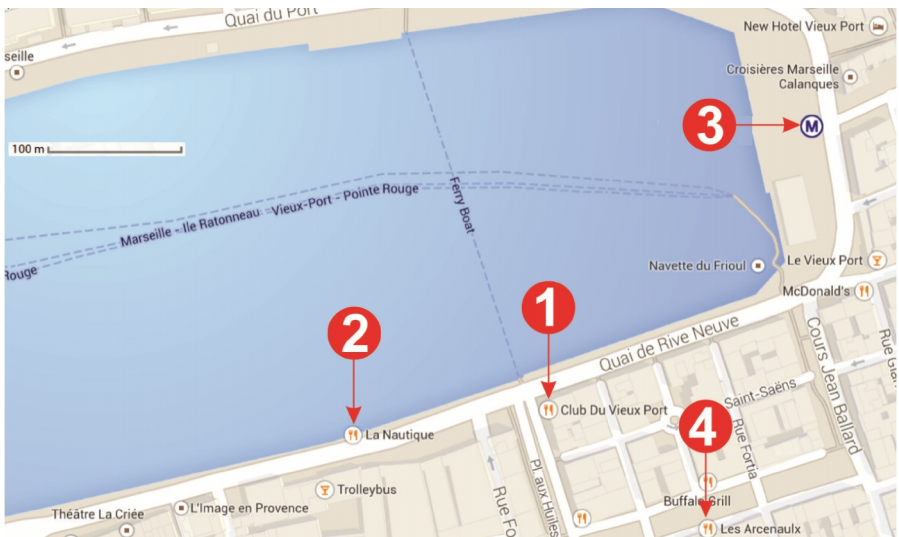 Quai du Port
New Hotel Vieux Port
seille
Croisières Marseille
Calanques
3
M
100 m
Ferry Boat
Marseille - Ile Ratonneau - Vieux-Port - Pointe Rouge
Rouge
Navette du Frioul
Le Vieux Port
McDonald's
1
2
Quai de Rive Neuve
Cours Jean Ballard
Rue Gla
Saint-Saëns
Club Du Vieux Port
4
La Nautique
Rue Fortia
Pl. aux Huiles
Rue Fo
Trolleybus
Buffalo Grill
L'Image en Provence
Théâtre La Criée
Les Arcenaulx